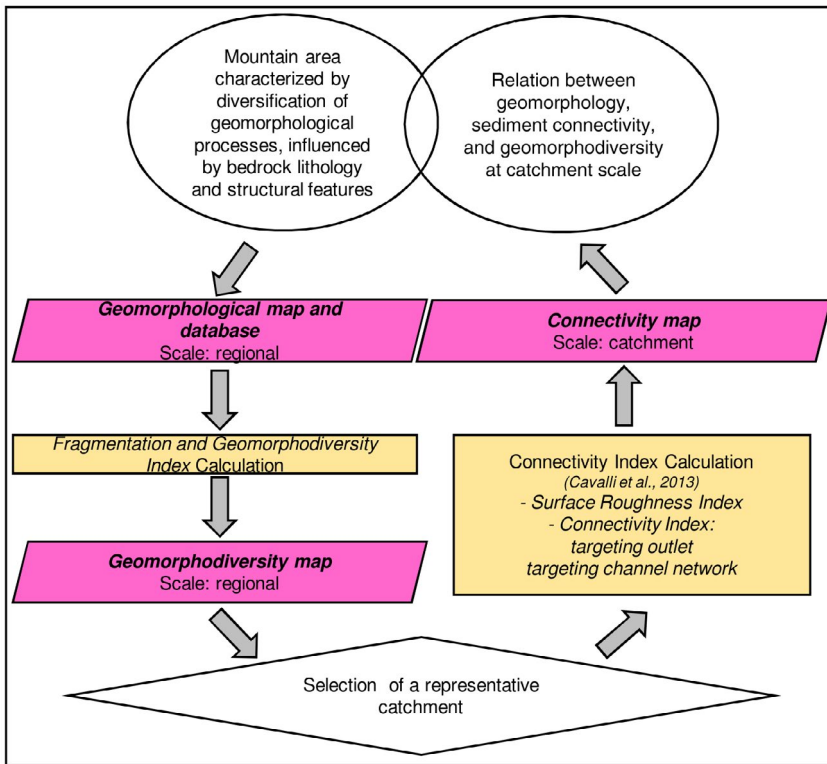 Mountain area
characterized by
diversification of
geomorphological
processes, influenced
by bedrock lithology
and structural features
Relation between
geomorphology,
sediment connectivity,
and geomorphodiversity
at catchment scale
Geomorphological map and
database
Scale: regional
Connectivity map
Scale: catchment
Fragmentation and Geomorphodiversity
Index Calculation
Connectivity Index Calculation
(Cavalli et al., 2013)
- Surface Roughness Index
- Connectivity Index:
targeting outlet
targeting channel network
Geomorphodiversity map
Scale: regional
Selection of a representative
catchment